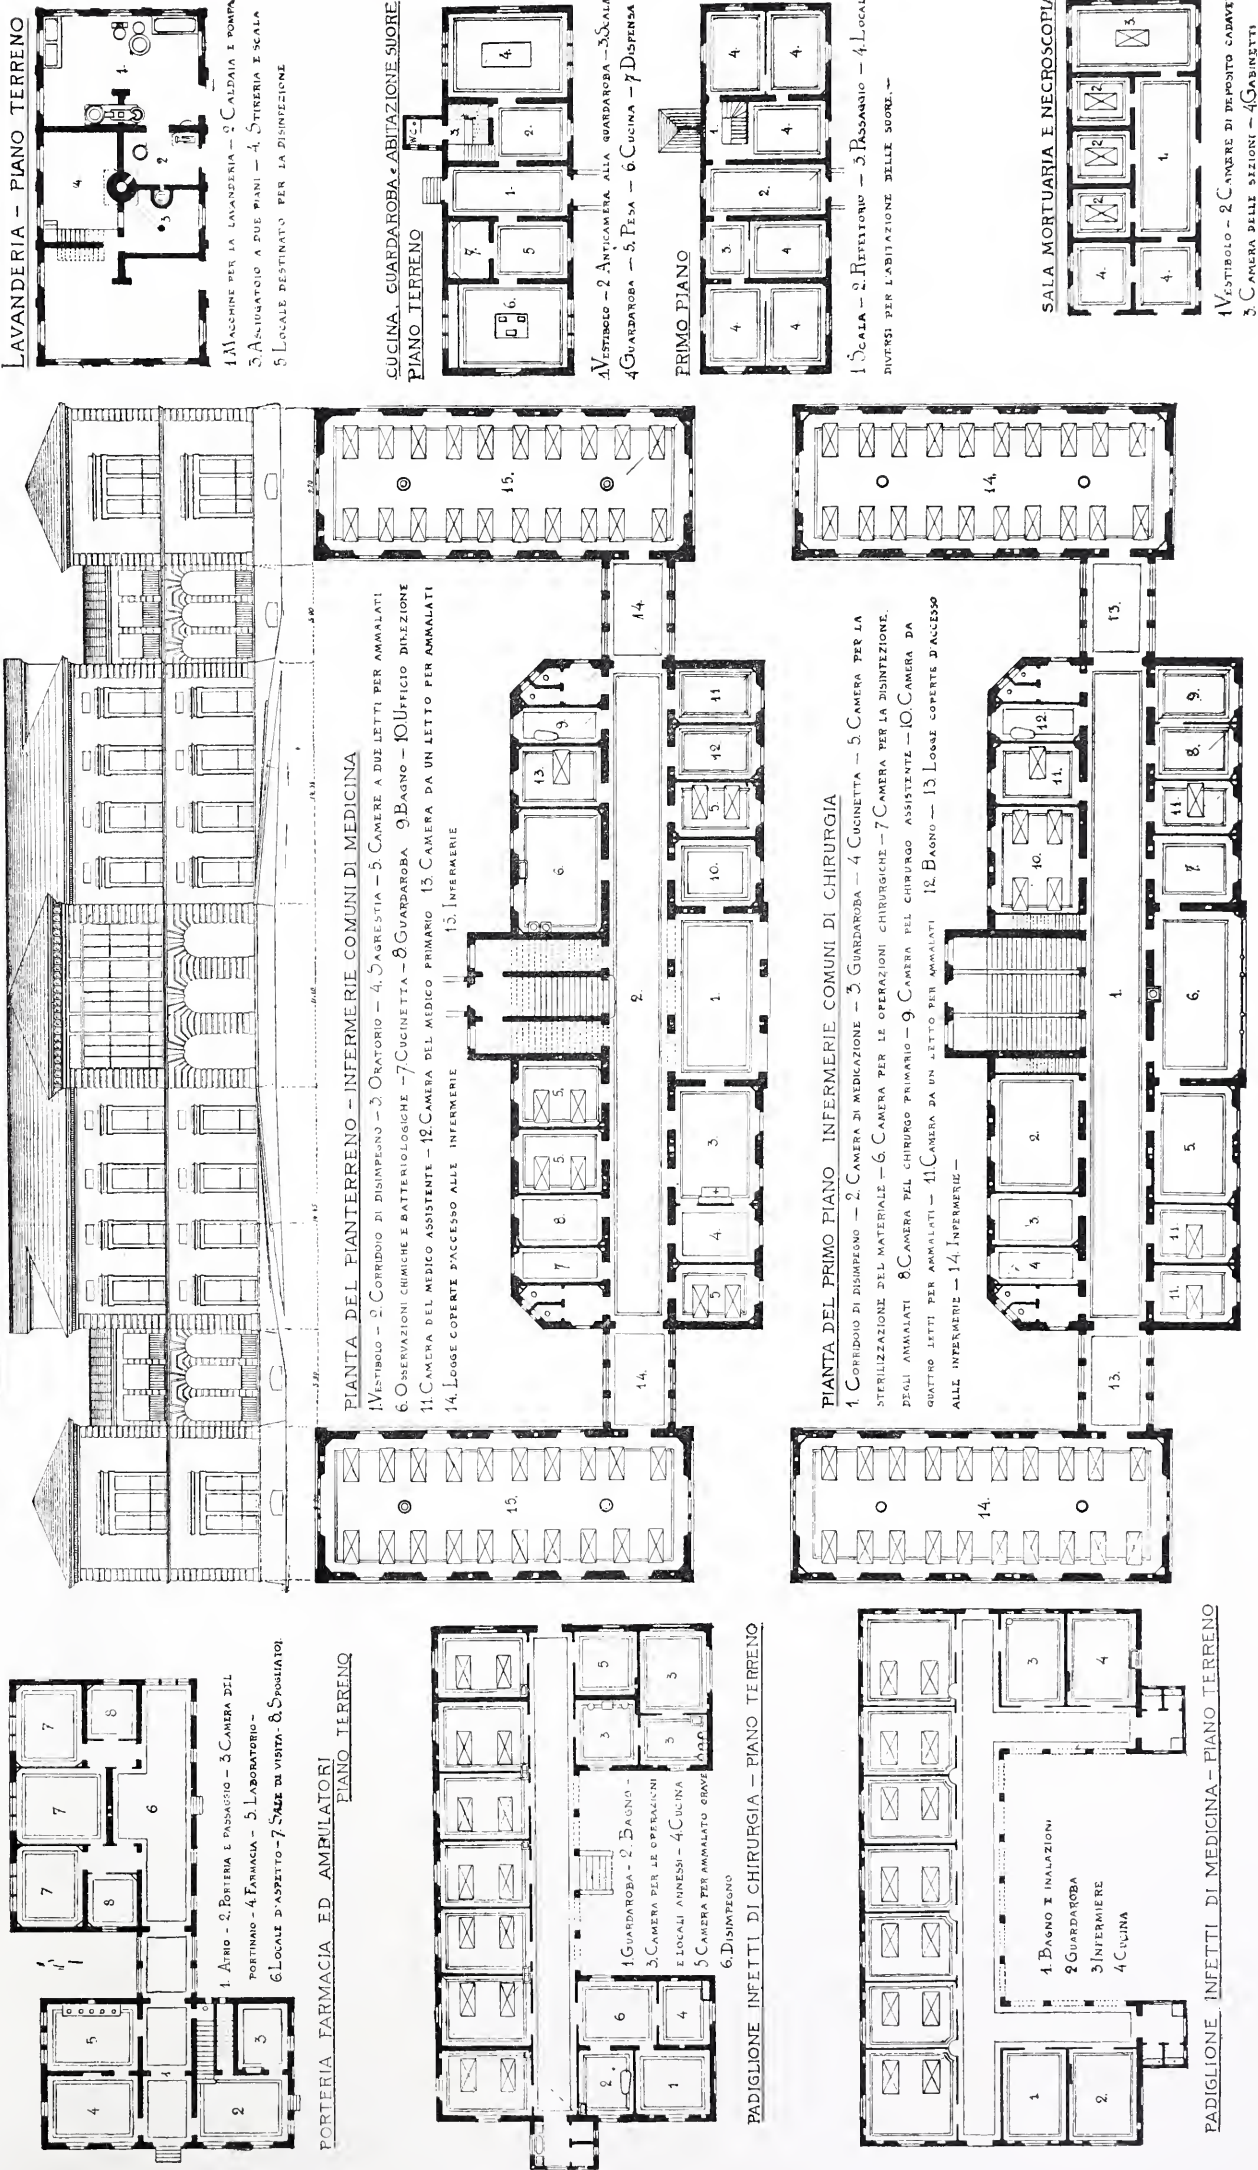 LAVANDERIA – PIANO TERRENO
1 MACCHINE PER LA LAVANDERIA – 2 CALDAIA E POMPA
3. ASCIUGATOIO A DUE PIANI – 4. STIRERIA E SCALA
5 LOCALE DESTINATO PER LA DISINFEZIONE
CUCINA, GUARDAROBA e ABITAZIONE SUORE
PIANO TERRENO
1 VESTIBOLO – 2 ANTICAMERA ALLA GUARDAROBA – 3. SCALA
4 GUARDAROBA – 5. PESA – 6. CUCINA – 7 DISPENSA
PRIMO PIANO
1 SCALA – 2. REFETTORIO – 3. PASSAGGIO – 4. LOCALI
DIVERSI PER L'ABITAZIONE DELLE SUORE. –
SALA MORTUARIA E NECROSCOPIA
1 VESTIBOLO – 2 CAMERE DI DEPOSITO CADAVE
3. CAMERA DELLE SEZIONI – 4 GABINETTI
PIANTA DEL PIANTERRENO – INFERMERIE COMUNI DI MEDICINA
1. VESTIBOLO – 2. CORRIDOIO DI DISIMPEGNO – 3. ORATORIO – 4. SAGRESTIA – 5. CAMERE A DUE LETTI PER AMMALATI
6. OSSERVAZIONI CHIMICHE E BATTERIOLOGICHE – 7. CUCINETTA – 8. GUARDAROBA 9. BAGNO – 10. UFFICIO DIREZIONE
11. CAMERA DEL MEDICO ASSISTENTE – 12. CAMERA DEL MEDICO PRIMARIO 13. CAMERA DA UN LETTO PER AMMALATI
14. LOGGE COPERTE D'ACCESSO ALLE INFERMERIE 15. INFERMERIE
PIANTA DEL PRIMO PIANO INFERMERIE COMUNI DI CHIRURGIA
1. CORRIDOIO DI DISIMPEGNO – 2. CAMERA DI MEDICAZIONE – 3 GUARDAROBA – 4 CUCINETTA – 5. CAMERA PER LA
STERILIZZAZIONE DEL MATERIALE – 6. CAMERA PER LE OPERAZIONI CHIRURGICHE – 7 CAMERA PER LA DISINFEZIONE
DEGLI AMMALATI 8. CAMERA PEL CHIRURGO PRIMARIO – 9. CAMERA PEL CHIRURGO ASSISTENTE – 10. CAMERA DA
QUATTRO LETTI PER AMMALATI – 11. CAMERA DA UN LETTO PER AMMALATI 12. BAGNO – 13. LOGGE COPERTE D'ACCESSO
ALLE INFERMERIE – 14. INFERMERIE –
1. ATRIO – 2. PORTERIA E PASSAGGIO – 3 CAMERA DEL
PORTINAIO – 4. FARMACIA – 5. LABORATORIO –
6. LOCALE D'ASPETTO – 7. SALE DI VISITA – 8. SPOGLIATOI.
PORTERIA FARMACIA ED AMBULATORI
PIANO TERRENO
1. GUARDAROBA – 2. BAGNO –
3. CAMERA PER LE OPERAZIONI
E LOCALI ANNESSI – 4. CUCINA
5 CAMERA PER AMMALATO GRAVE
6. DISIMPEGNO
PADIGLIONE INFETTI DI CHIRURGIA – PIANO TERRENO
1. BAGNO E INALAZIONI
2 GUARDAROBA
3 INFERMIERE
4 CUCINA
PADIGLIONE INFETTI DI MEDICINA – PIANO TERRENO